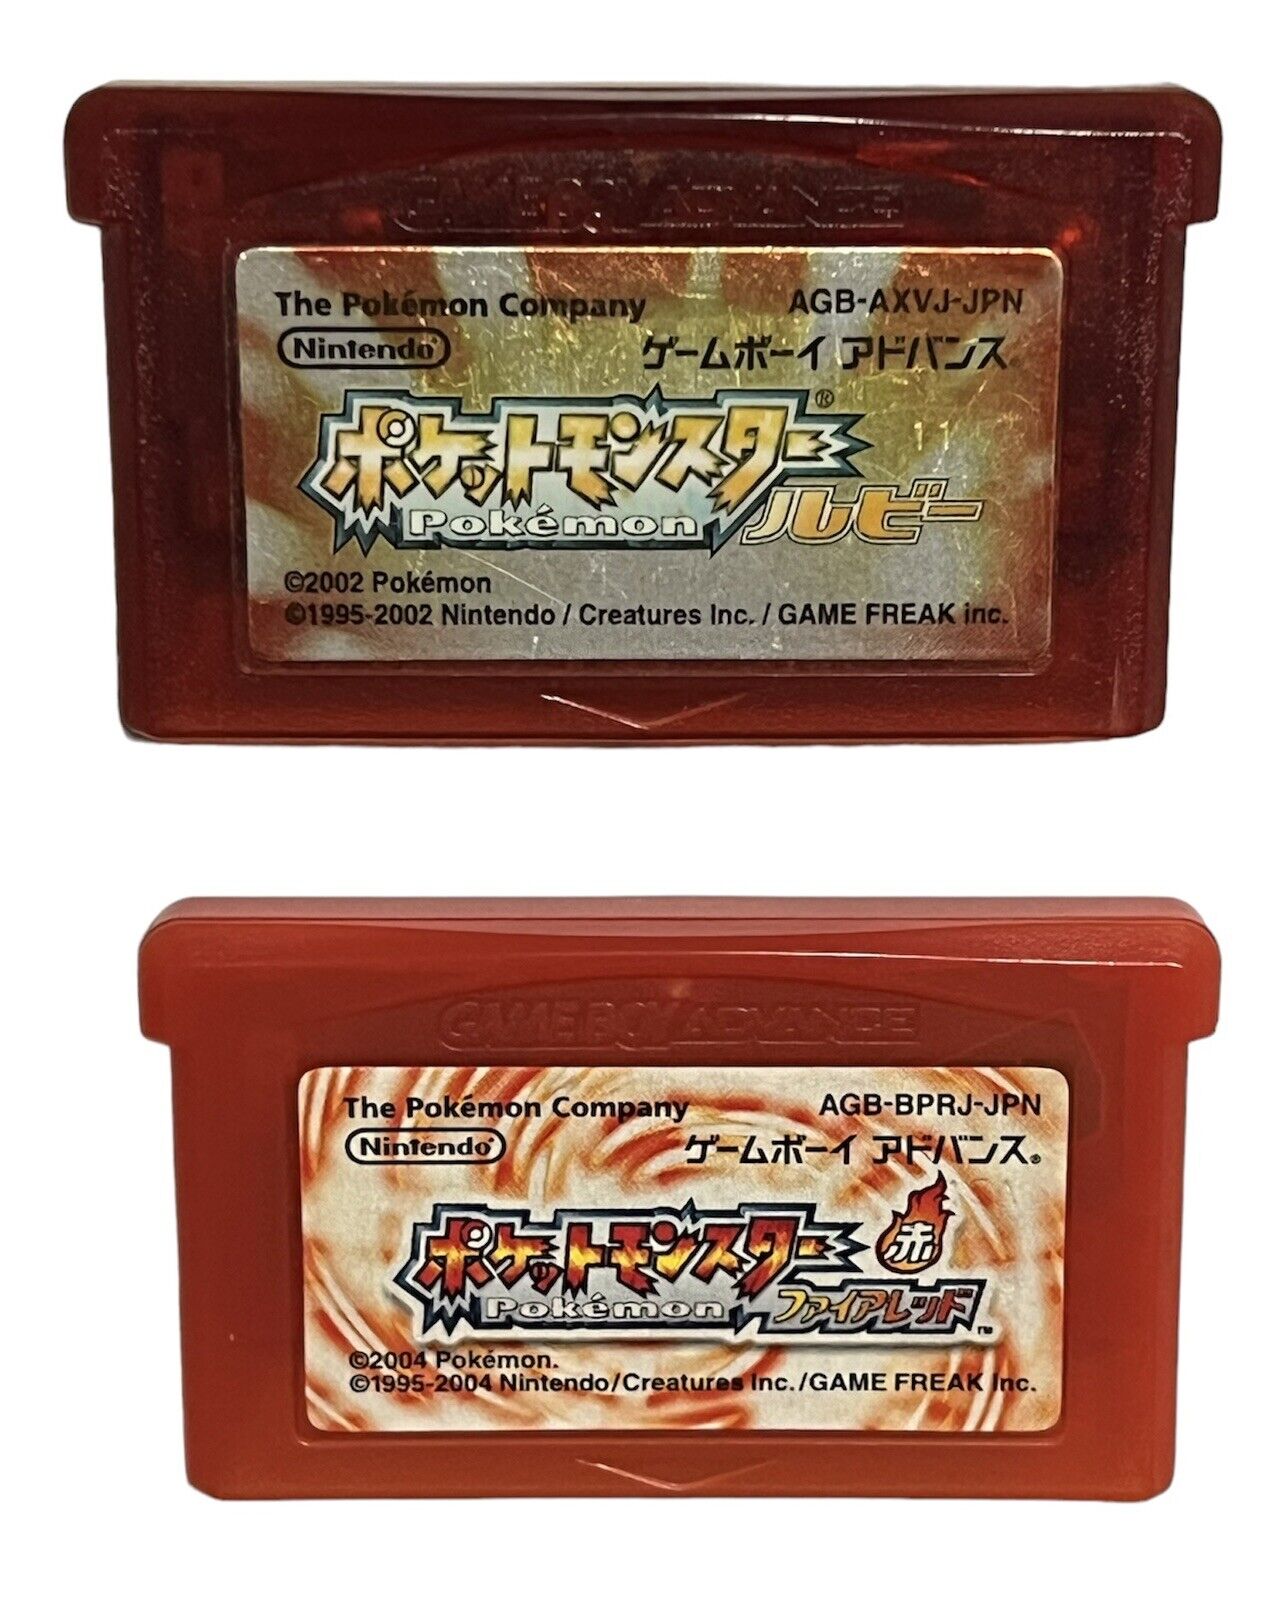 GAME BOY ADVANCE
The Pokémon Company AGB-AXVJ-JPN
Nintendo® ゲームボーイ アドバンス®
ポケットモンスター®
Pokémon ルビー
©2002 Pokémon
©1995-2002 Nintendo / Creatures Inc. / GAME FREAK inc.
GAME BOY ADVANCE
The Pokémon Company AGB-BPRJ-JPN
Nintendo® ゲームボーイ アドバンス®
ポケットモンスター 赤
Pokémon ファイアレッド™
©2004 Pokémon.
©1995-2004 Nintendo/Creatures Inc./GAME FREAK Inc.